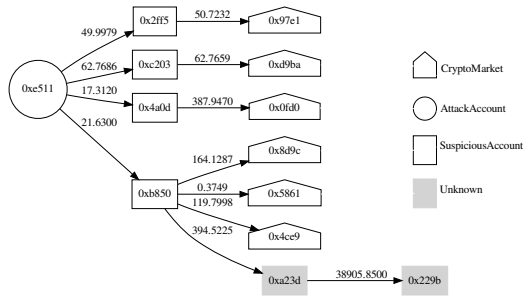 0x2ff5
50.7232
0x97e1
49.9979
0xc203
62.7659
0xd9ba
CryptoMarket
62.7686
0xe511
17.3120
0x4a0d
387.9470
0x0fd0
AttackAccount
21.6300
164.1287
0x8d9c
SuspiciousAccount
0xb850
0.3749
0x5861
Unknown
119.7998
0x4ce9
394.5225
0xa23d
38905.8500
0x229b